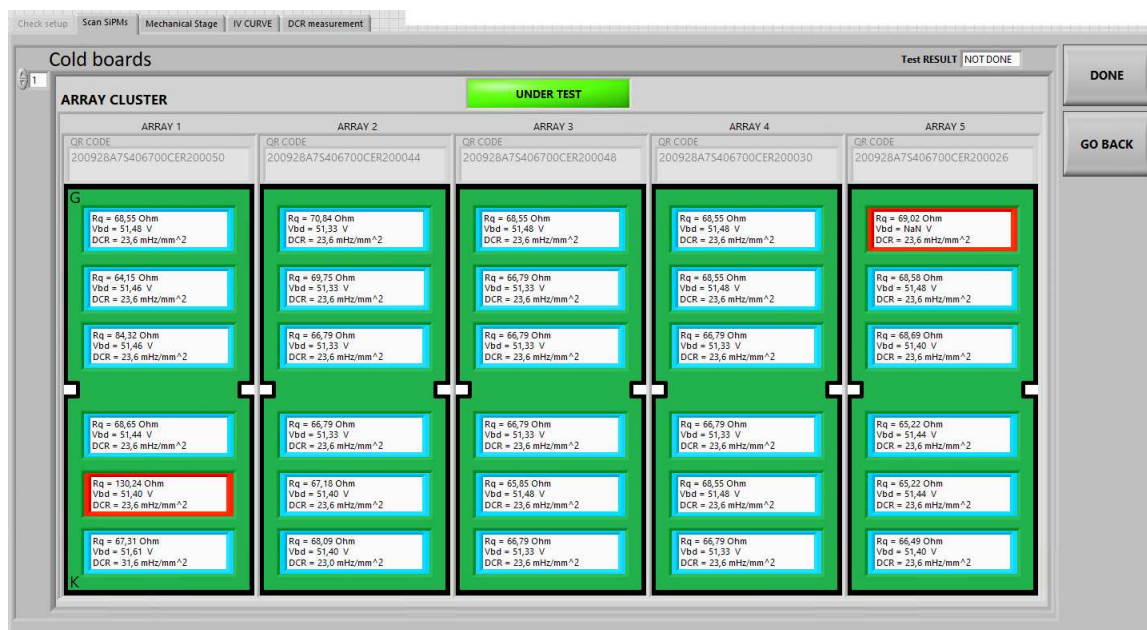 Check setup
Scan SiPMs
Mechanical Stage
IV CURVE
DCR measurement
Cold boards
Test RESULT NOT DONE
1
DONE
GO BACK
ARRAY CLUSTER
UNDER TEST
ARRAY 1
QR CODE
200928A7S406700CER200050
G
Rq = 68,55 Ohm
Vbd = 51,48 V
DCR = 23,6 mHz/mm^2
Rq = 64,15 Ohm
Vbd = 51,46 V
DCR = 23,6 mHz/mm^2
Rq = 84,32 Ohm
Vbd = 51,46 V
DCR = 23,6 mHz/mm^2
Rq = 68,65 Ohm
Vbd = 51,44 V
DCR = 23,6 mHz/mm^2
Rq = 130,24 Ohm
Vbd = 51,40 V
DCR = 23,6 mHz/mm^2
Rq = 67,31 Ohm
Vbd = 51,61 V
DCR = 31,6 mHz/mm^2
K
ARRAY 2
QR CODE
200928A7S406700CER200044
Rq = 70,84 Ohm
Vbd = 51,33 V
DCR = 23,6 mHz/mm^2
Rq = 69,75 Ohm
Vbd = 51,33 V
DCR = 23,6 mHz/mm^2
Rq = 66,79 Ohm
Vbd = 51,33 V
DCR = 23,6 mHz/mm^2
Rq = 66,79 Ohm
Vbd = 51,33 V
DCR = 23,6 mHz/mm^2
Rq = 67,18 Ohm
Vbd = 51,40 V
DCR = 23,6 mHz/mm^2
Rq = 68,09 Ohm
Vbd = 51,40 V
DCR = 23,0 mHz/mm^2
ARRAY 3
QR CODE
200928A7S406700CER200048
Rq = 68,55 Ohm
Vbd = 51,48 V
DCR = 23,6 mHz/mm^2
Rq = 66,79 Ohm
Vbd = 51,33 V
DCR = 23,6 mHz/mm^2
Rq = 66,79 Ohm
Vbd = 51,33 V
DCR = 23,6 mHz/mm^2
Rq = 66,79 Ohm
Vbd = 51,33 V
DCR = 23,6 mHz/mm^2
Rq = 65,85 Ohm
Vbd = 51,48 V
DCR = 23,6 mHz/mm^2
Rq = 66,79 Ohm
Vbd = 51,33 V
DCR = 23,6 mHz/mm^2
ARRAY 4
QR CODE
200928A7S406700CER200030
Rq = 68,55 Ohm
Vbd = 51,48 V
DCR = 23,6 mHz/mm^2
Rq = 68,55 Ohm
Vbd = 51,48 V
DCR = 23,6 mHz/mm^2
Rq = 66,79 Ohm
Vbd = 51,33 V
DCR = 23,6 mHz/mm^2
Rq = 66,79 Ohm
Vbd = 51,33 V
DCR = 23,6 mHz/mm^2
Rq = 68,55 Ohm
Vbd = 51,48 V
DCR = 23,6 mHz/mm^2
Rq = 66,79 Ohm
Vbd = 51,33 V
DCR = 23,6 mHz/mm^2
ARRAY 5
QR CODE
200928A7S406700CER200026
Rq = 69,02 Ohm
Vbd = NaN V
DCR = 23,6 mHz/mm^2
Rq = 68,58 Ohm
Vbd = 51,48 V
DCR = 23,6 mHz/mm^2
Rq = 68,69 Ohm
Vbd = 51,40 V
DCR = 23,6 mHz/mm^2
Rq = 65,22 Ohm
Vbd = 51,44 V
DCR = 23,6 mHz/mm^2
Rq = 65,22 Ohm
Vbd = 51,44 V
DCR = 23,6 mHz/mm^2
Rq = 66,49 Ohm
Vbd = 51,40 V
DCR = 23,6 mHz/mm^2